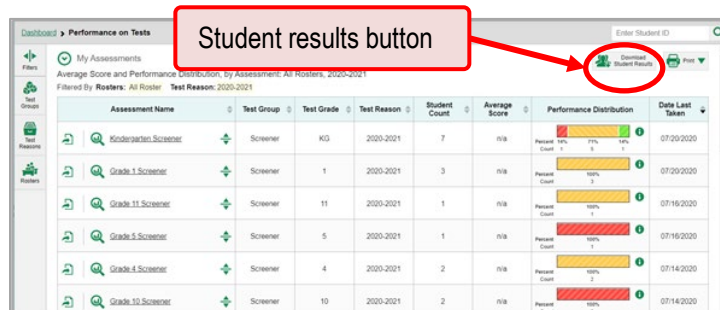 Student results button
Dashboard > Performance on Tests
Enter Student ID
Filters
Test Groups
Test Reasons
Rosters
My Assessments
Download Student Results
Print
Average Score and Performance Distribution, by Assessment: All Rosters, 2020-2021
Filtered By Rosters: All Roster Test Reason: 2020-2021
Assessment Name Test Group Test Grade Test Reason Student Count Average Score Performance Distribution Date Last Taken
Kindergarten Screener Screener KG 2020-2021 7 n/a Percent 14% 71% 14% 07/20/2020
Count 1 5 1
Grade 1 Screener Screener 1 2020-2021 3 n/a Percent 100% 07/20/2020
Count 3
Grade 11 Screener Screener 11 2020-2021 1 n/a Percent 100% 07/16/2020
Count 1
Grade 5 Screener Screener 5 2020-2021 1 n/a Percent 100% 07/16/2020
Count 1
Grade 4 Screener Screener 4 2020-2021 2 n/a Percent 100% 07/14/2020
Count 2
Grade 10 Screener Screener 10 2020-2021 2 n/a Percent 100% 07/14/2020
Count